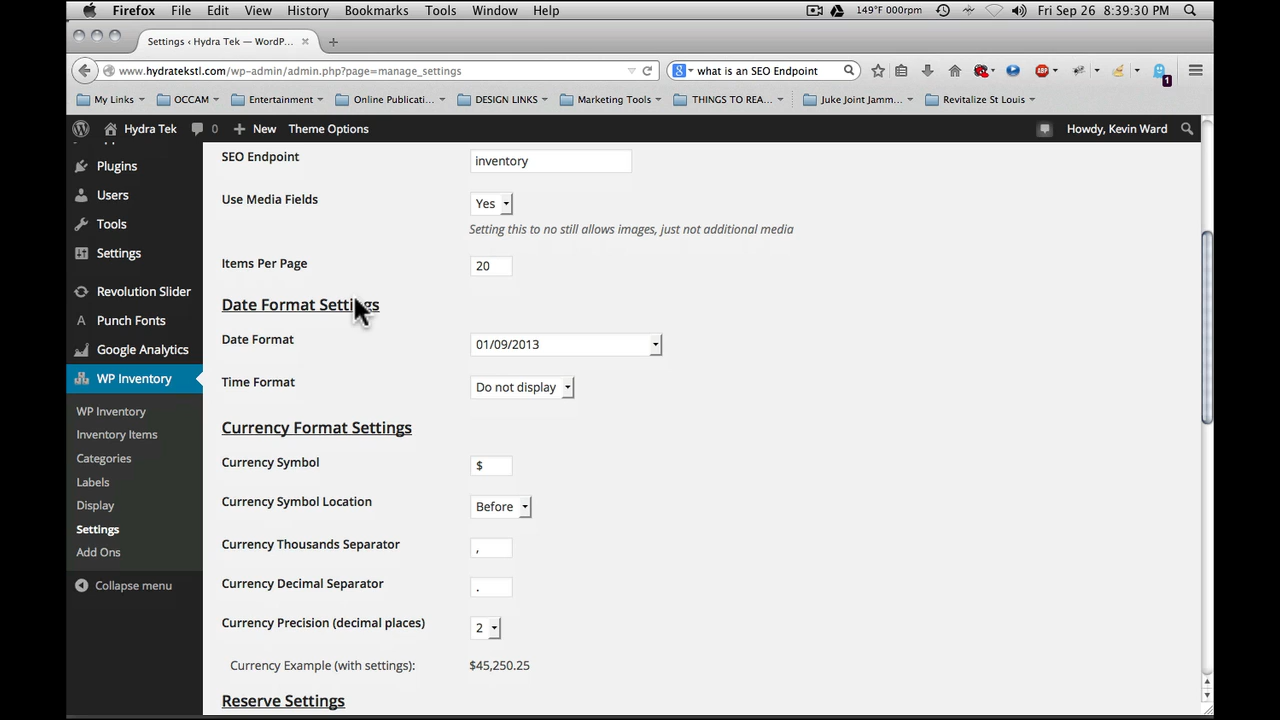 Firefox File Edit View History Bookmarks Tools Window Help 149°F 000rpm Fri Sep 26 8:39:30 PM
Settings ‹ Hydra Tek — WordP...
www.hydratekstl.com/wp-admin/admin.php?page=manage_settings what is an SEO Endpoint ABP 1
My Links OCCAM Entertainment Online Publicati... DESIGN LINKS Marketing Tools THINGS TO REA... Juke Joint Jamm... Revitalize St Louis
Hydra Tek 0 New Theme Options Howdy, Kevin Ward
Plugins
Users
Tools
Settings
Revolution Slider
Punch Fonts
Google Analytics
WP Inventory
WP Inventory
Inventory Items
Categories
Labels
Display
Settings
Add Ons
Collapse menu
SEO Endpoint inventory
Use Media Fields Yes
Setting this to no still allows images, just not additional media
Items Per Page 20
Date Format Settings
Date Format 01/09/2013
Time Format Do not display
Currency Format Settings
Currency Symbol $
Currency Symbol Location Before
Currency Thousands Separator ,
Currency Decimal Separator .
Currency Precision (decimal places) 2
Currency Example (with settings): $45,250.25
Reserve Settings